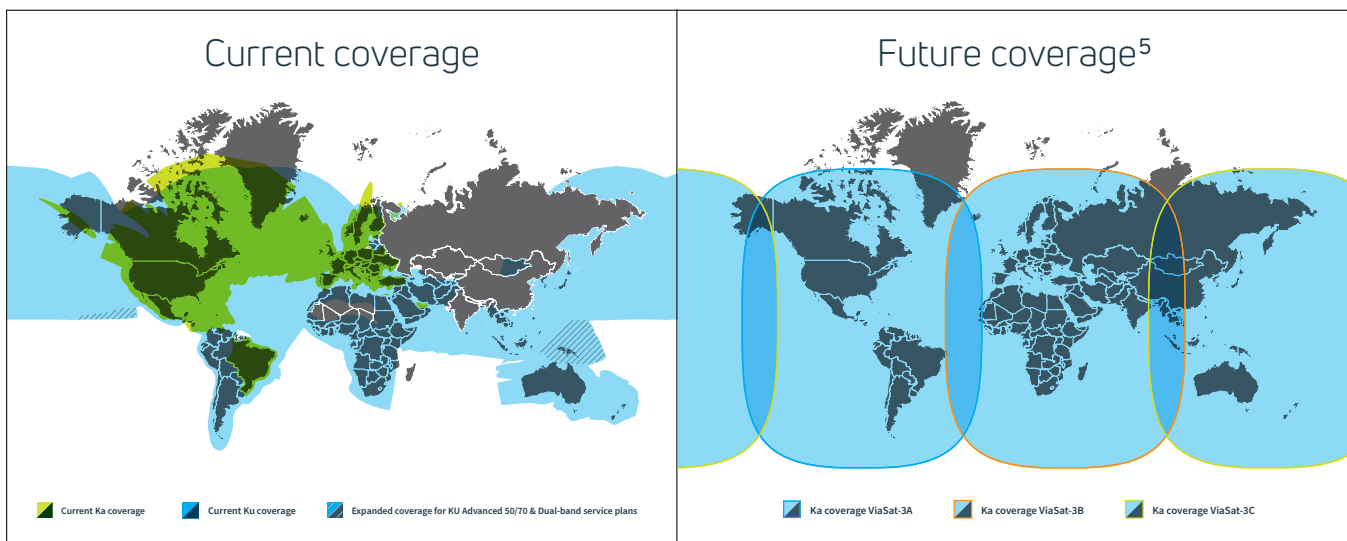 Current coverage
Current Ka coverage
Current Ku coverage
Expanded coverage for KU Advanced 50/70 & Dual-band service plans
Future coverage⁵
Ka coverage ViaSat-3A
Ka coverage ViaSat-3B
Ka coverage ViaSat-3C